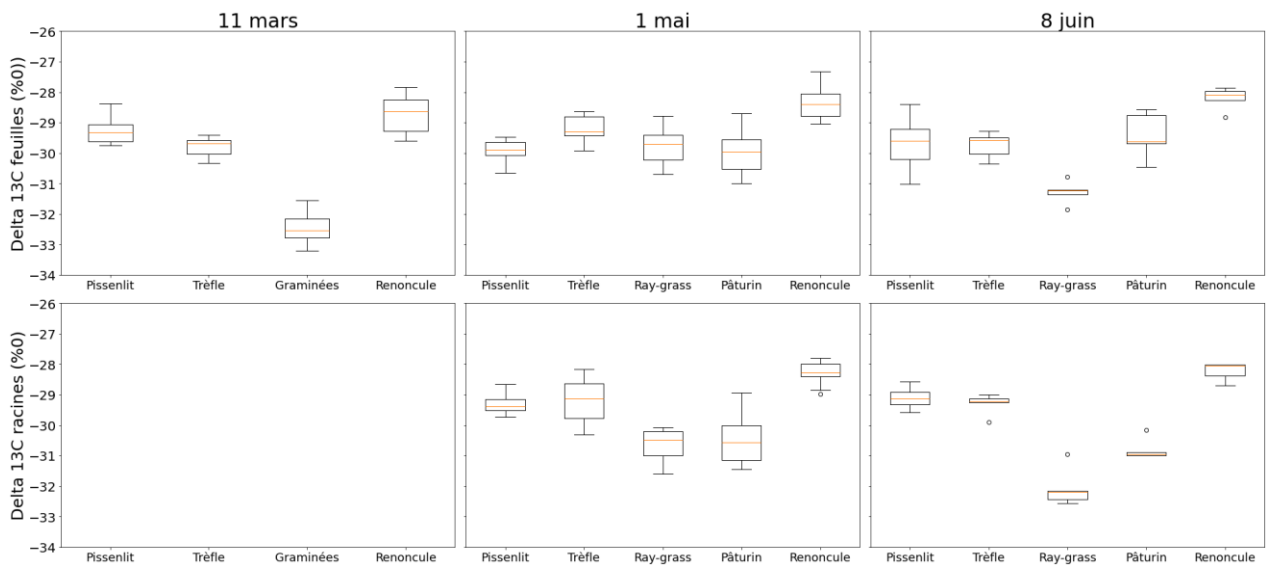 11 mars
1 mai
8 juin
Delta 13C feuilles (%0))
−26
−27
−28
−29
−30
−31
−32
−33
−34
Pissenlit Trèfle Graminées Renoncule
Pissenlit Trèfle Ray-grass Pâturin Renoncule
Pissenlit Trèfle Ray-grass Pâturin Renoncule
Delta 13C racines (%0)
−26
−27
−28
−29
−30
−31
−32
−33
−34
Pissenlit Trèfle Graminées Renoncule
Pissenlit Trèfle Ray-grass Pâturin Renoncule
Pissenlit Trèfle Ray-grass Pâturin Renoncule